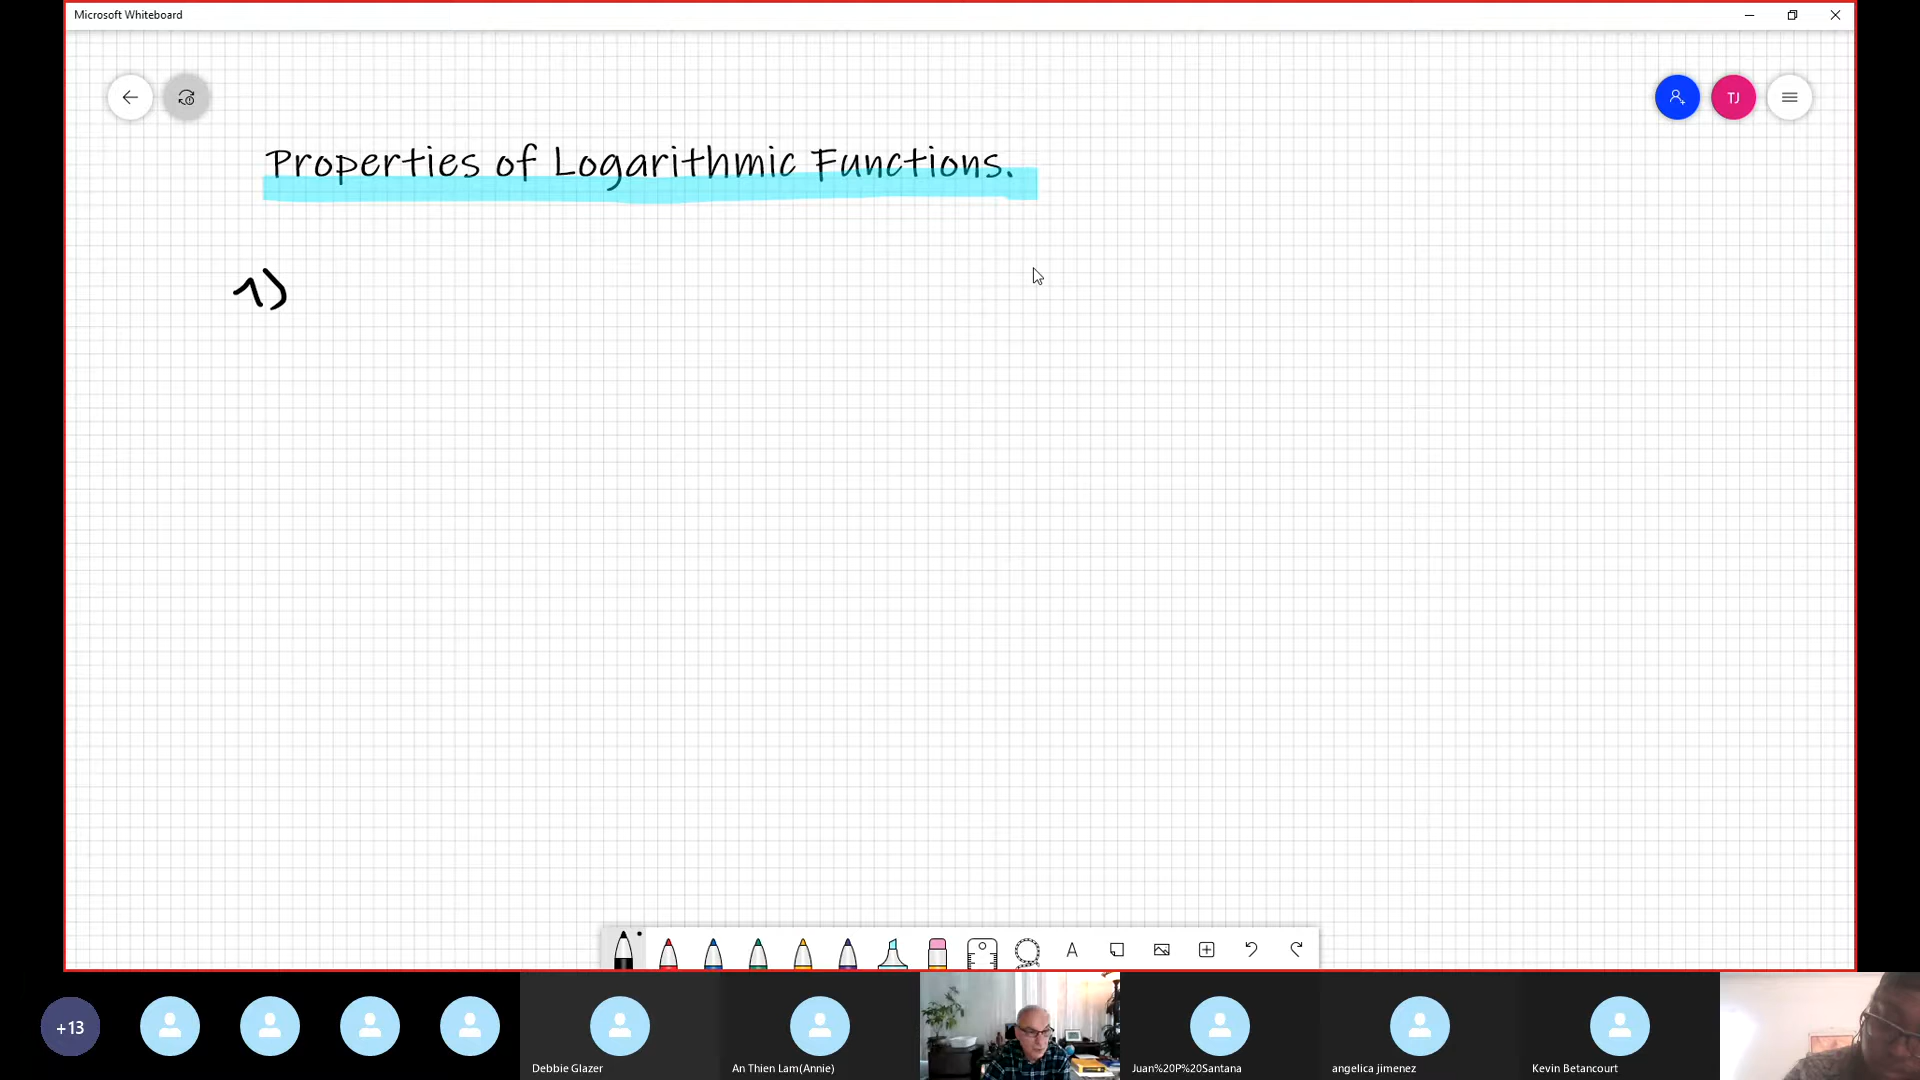 Microsoft Whiteboard
TJ
Properties of Logarithmic Functions.
1)
A
+13
Debbie Glazer
An Thien Lam(Annie)
Juan%20P%20Santana
angelica jimenez
Kevin Betancourt